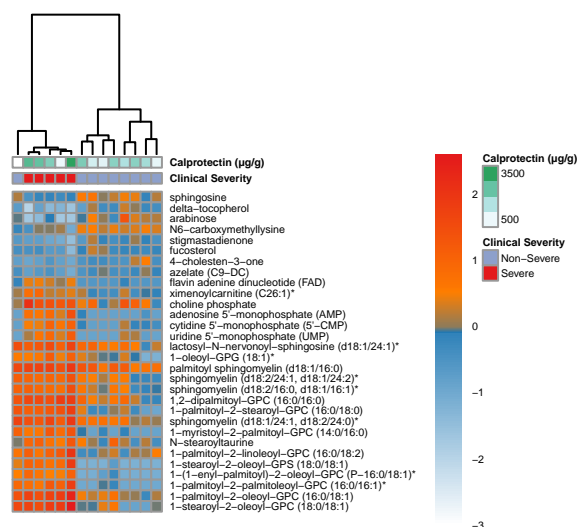 Calprotectin (µg/g)
Clinical Severity
sphingosine
delta−tocopherol
arabinose
N6−carboxymethyllysine
stigmastadienone
fucosterol
4−cholesten−3−one
azelate (C9−DC)
flavin adenine dinucleotide (FAD)
ximenoylcarnitine (C26:1)*
choline phosphate
adenosine 5'−monophosphate (AMP)
cytidine 5'−monophosphate (5'−CMP)
uridine 5'−monophosphate (UMP)
lactosyl−N−nervonoyl−sphingosine (d18:1/24:1)*
1−oleoyl−GPG (18:1)*
palmitoyl sphingomyelin (d18:1/16:0)
sphingomyelin (d18:2/24:1, d18:1/24:2)*
sphingomyelin (d18:2/16:0, d18:1/16:1)*
1,2−dipalmitoyl−GPC (16:0/16:0)
1−palmitoyl−2−stearoyl−GPC (16:0/18:0)
sphingomyelin (d18:1/24:1, d18:2/24:0)*
1−myristoyl−2−palmitoyl−GPC (14:0/16:0)
N−stearoyltaurine
1−palmitoyl−2−linoleoyl−GPC (16:0/18:2)
1−stearoyl−2−oleoyl−GPS (18:0/18:1)
1−(1−enyl−palmitoyl)−2−oleoyl−GPC (P−16:0/18:1)*
1−palmitoyl−2−palmitoleoyl−GPC (16:0/16:1)*
1−palmitoyl−2−oleoyl−GPC (16:0/18:1)
1−stearoyl−2−oleoyl−GPC (18:0/18:1)
2
1
0
−1
−2
−3
Calprotectin (µg/g)
3500
500
Clinical Severity
Non−Severe
Severe